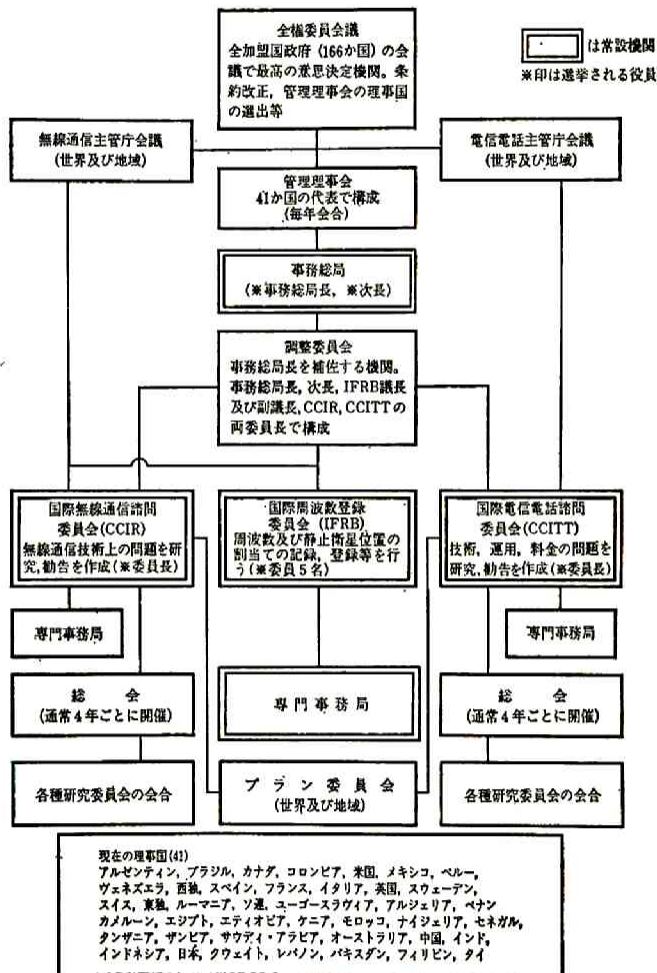 全権委員会議
全加盟国政府（166か国）の会
議で最高の意思決定機関。条
約改正，管理理事会の理事国
の選出等
は常設機関
※印は選挙される役員
無線通信主管庁会議
（世界及び地域）
電信電話主管庁会議
（世界及び地域）
管理理事会
41か国の代表で構成
（毎年会合）
事務総局
（※事務総局長，※次長）
調整委員会
事務総局長を補佐する機関。
事務総局長，次長，IFRB議長
及び副議長，CCIR，CCITTの
両委員長で構成
国際無線通信諮問
委員会（CCIR）
無線通信技術上の問題を研
究，勧告を作成（※委員長）
国際周波数登録
委員会（IFRB）
周波数及び静止衛星位置の
割当ての記録，登録等を行
う（※委員5名）
国際電信電話諮問
委員会（CCITT）
技術，運用，料金の問題を
研究，勧告を作成（※委員長）
専門事務局
専門事務局
専門事務局
総会
（通常4年ごとに開催）
総会
（通常4年ごとに開催）
各種研究委員会の会合
プラン委員会
（世界及び地域）
各種研究委員会の会合
現在の理事国（41）
アルゼンティン，ブラジル，カナダ，コロンビア，米国，メキシコ，ペルー，
ヴェネズエラ，西独，スペイン，フランス，イタリア，英国，スウェーデン，
スイス，東独，ルーマニア，ソ連，ユーゴースラヴィア，アルジェリア，ベナン
カメルーン，エジプト，エティオピア，ケニア，モロッコ，ナイジェリア，セネガル，
タンザニア，ザンビア，サウディ・アラビア，オーストラリア，中国，インド，
インドネシア，日本，クウェイト，レバノン，パキスタン，フィリピン，タイ